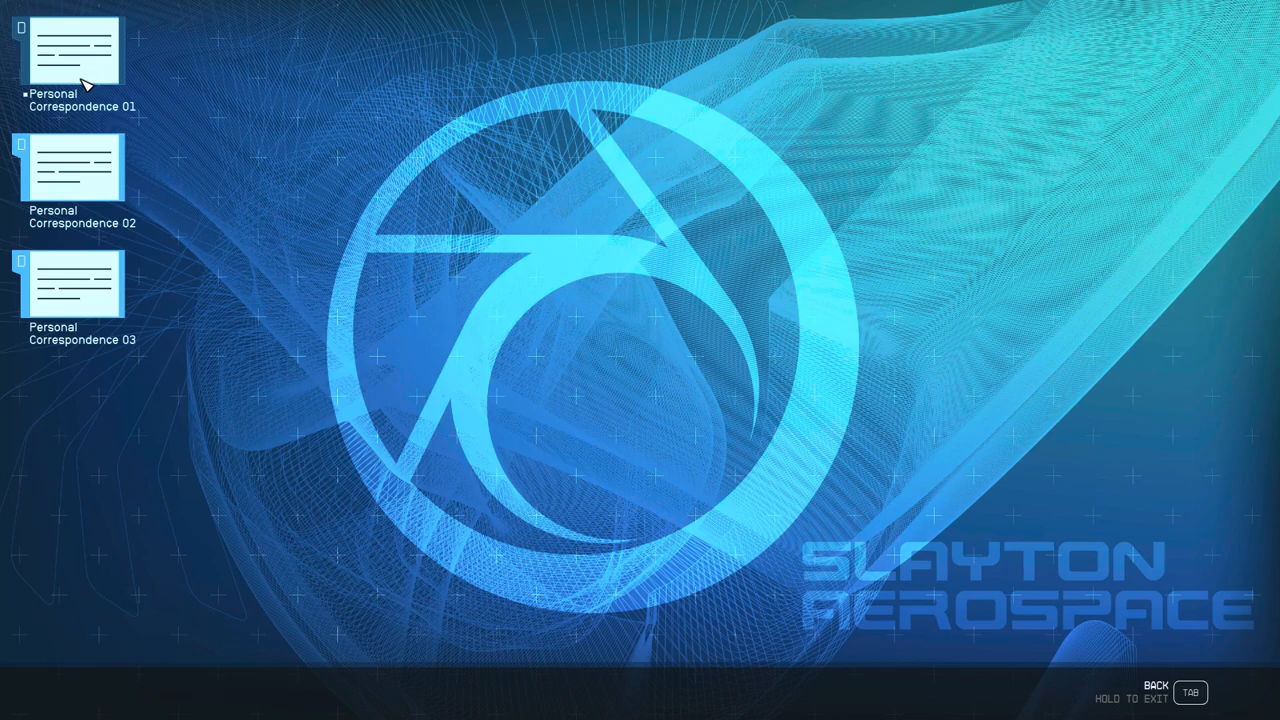 Personal
Correspondence 01
Personal
Correspondence 02
Personal
Correspondence 03
SLAYTON
AEROSPACE
BACK
HOLD TO EXIT
TAB